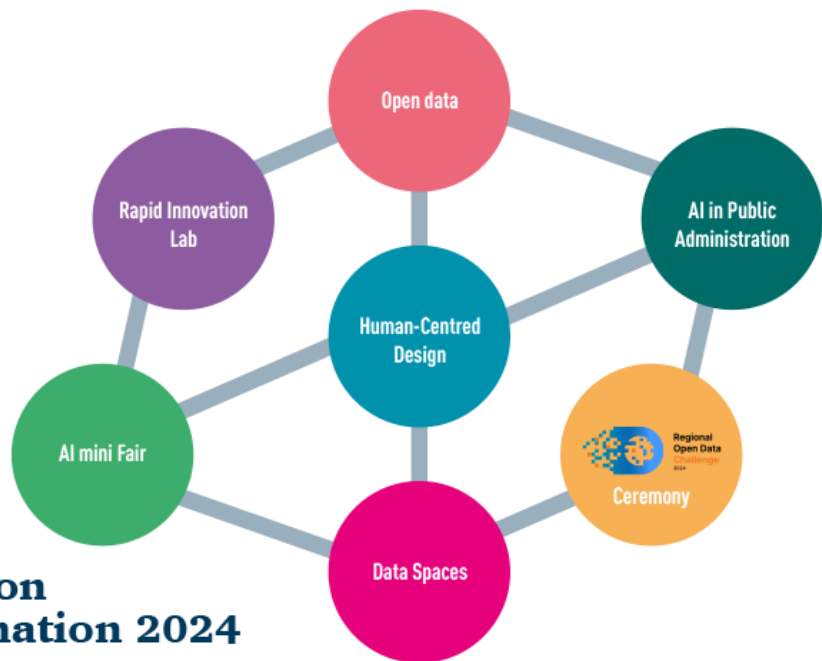 Open data
Rapid Innovation
Lab
AI in Public
Administration
Human-Centred
Design
AI mini Fair
Regional
Open Data
Challenge
2024
Ceremony
Data Spaces
on
nation 2024